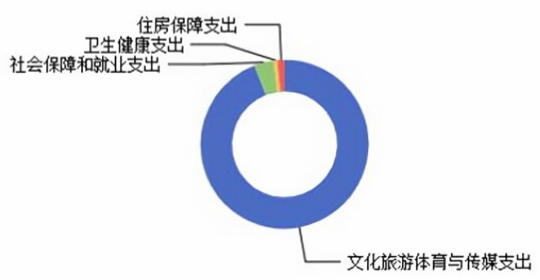 住房保障支出
卫生健康支出
社会保障和就业支出
文化旅游体育与传媒支出